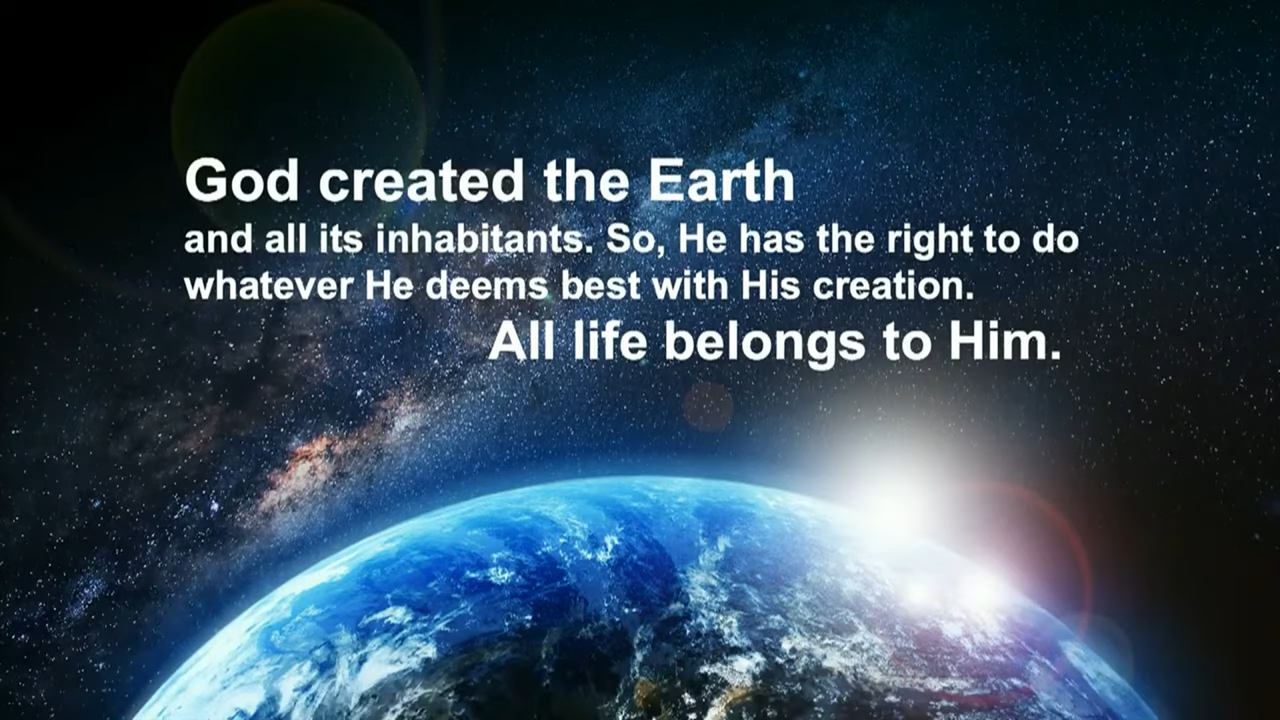 God created the Earth
and all its inhabitants. So, He has the right to do
whatever He deems best with His creation.
All life belongs to Him.